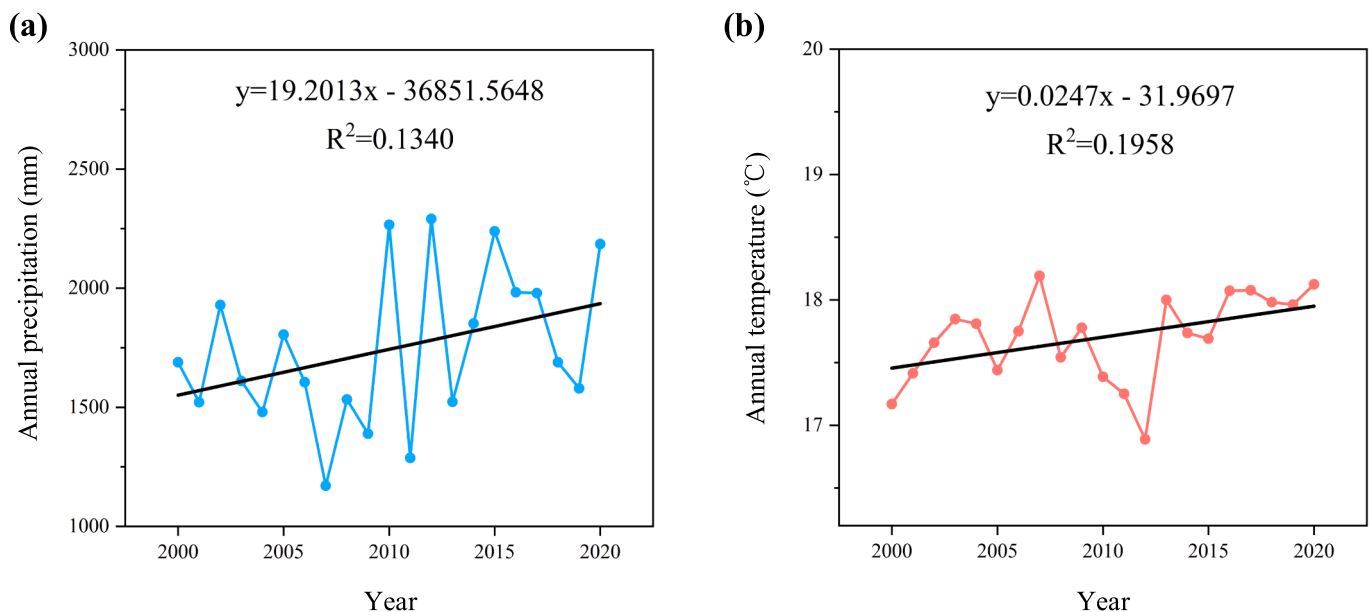 (a)
3000
2500
2000
1500
1000
Annual precipitation (mm)
y=19.2013x - 36851.5648
R²=0.1340
2000 2005 2010 2015 2020
Year
(b)
20
19
18
17
Annual temperature (℃)
y=0.0247x - 31.9697
R²=0.1958
2000 2005 2010 2015 2020
Year